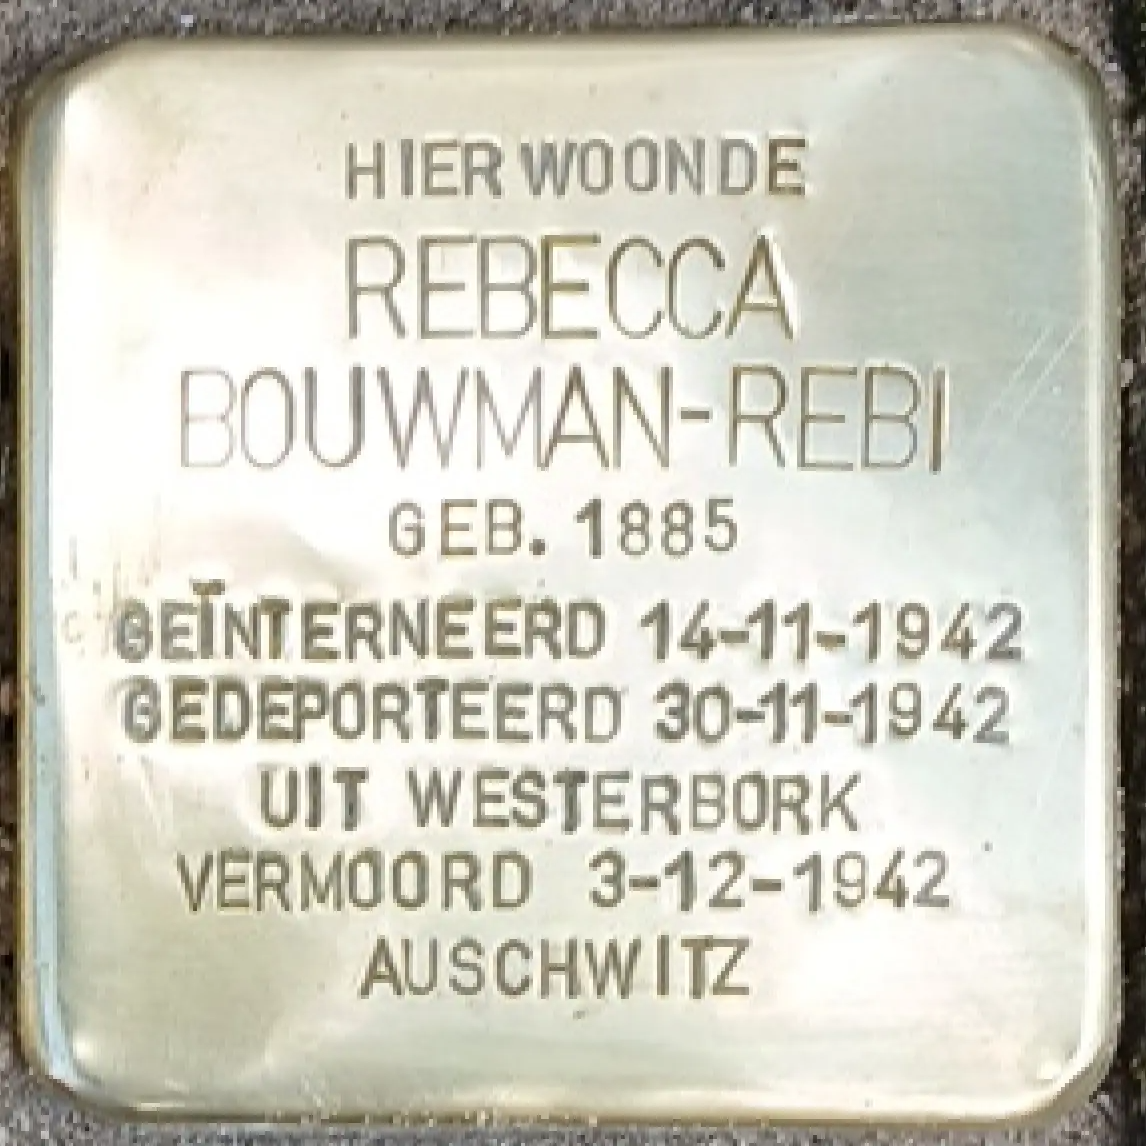 HIER WOONDE
REBECCA
BOUWMAN-REBI
GEB. 1885
GEÏNTERNEERD 14-11-1942
GEDEPORTEERD 30-11-1942
UIT WESTERBORK
VERMOORD 3-12-1942
AUSCHWITZ